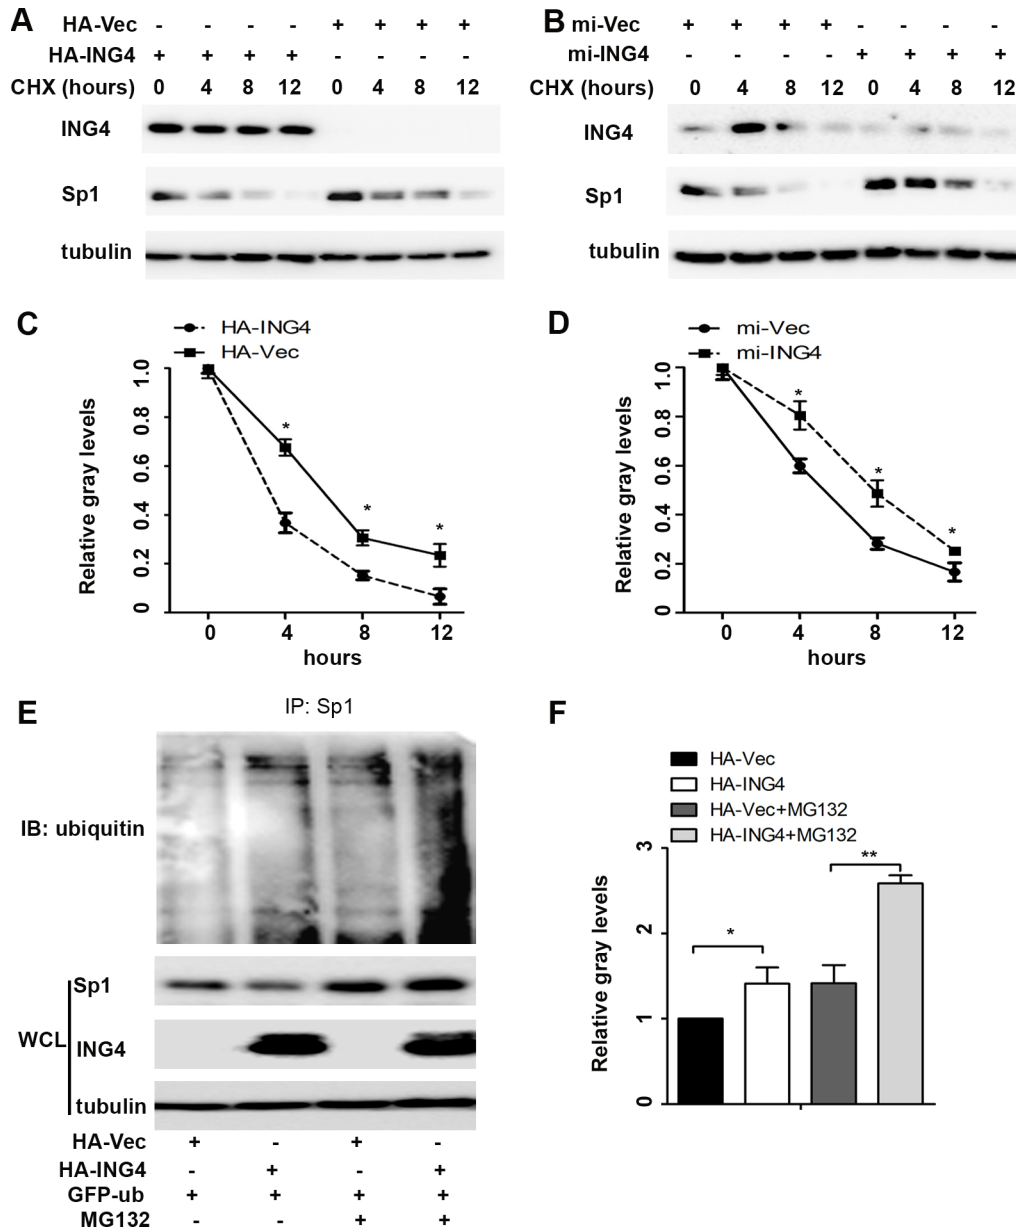 A
HA-Vec - - - - + + + +
HA-ING4 + + + + - - - -
CHX (hours) 0 4 8 12 0 4 8 12
ING4
Sp1
tubulin
B
mi-Vec + + + + - - - -
mi-ING4 - - - - + + + +
CHX (hours) 0 4 8 12 0 4 8 12
ING4
Sp1
tubulin
C
HA-ING4
HA-Vec
Relative gray levels
1.0
0.8
0.6
0.4
0.2
0
* * *
0 4 8 12
hours
D
mi-Vec
mi-ING4
Relative gray levels
1.0
0.8
0.6
0.4
0.2
0
* * *
0 4 8 12
hours
E
IP: Sp1
IB: ubiquitin
WCL
Sp1
ING4
tubulin
HA-Vec + - + -
HA-ING4 - + - +
GFP-ub + + + +
MG132 - - + +
F
HA-Vec
HA-ING4
HA-Vec+MG132
HA-ING4+MG132
Relative gray levels
3
2
1
0
*
**